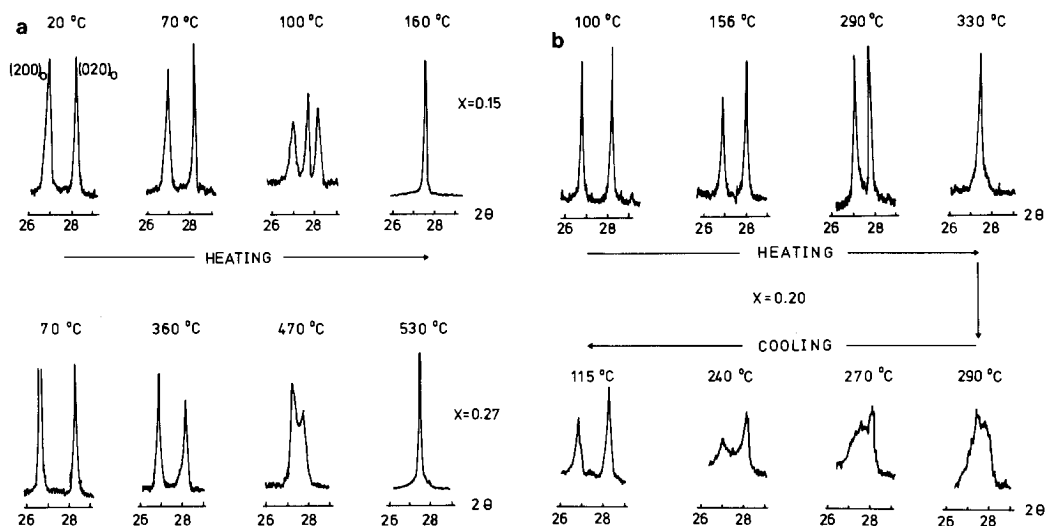 a
20 °C 70 °C 100 °C 160 °C
(200)o (020)o
X=0.15
26 28 26 28 26 28 26 28 2θ
HEATING
70 °C 360 °C 470 °C 530 °C
X=0.27
26 28 26 28 26 28 26 28 2θ
b
100 °C 156 °C 290 °C 330 °C
26 28 26 28 26 28 26 28 2θ
HEATING
X=0.20
COOLING
115 °C 240 °C 270 °C 290 °C
26 28 26 28 26 28 26 28 2θ